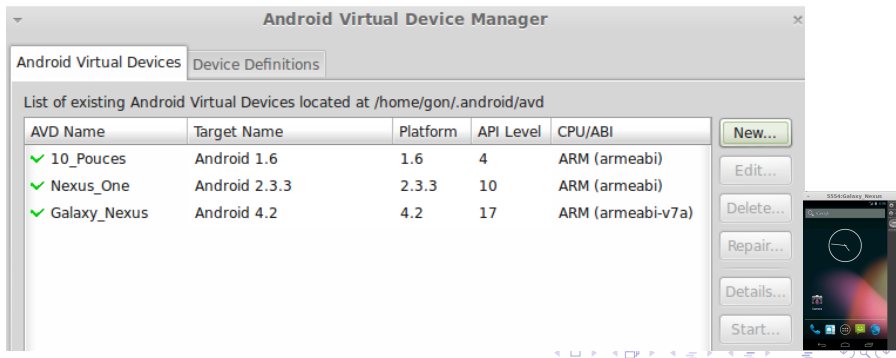 Android Virtual Device Manager
Android Virtual Devices Device Definitions
List of existing Android Virtual Devices located at /home/gon/.android/avd
AVD Name Target Name Platform API Level CPU/ABI
10_Pouces Android 1.6 1.6 4 ARM (armeabi)
Nexus_One Android 2.3.3 2.3.3 10 ARM (armeabi)
Galaxy_Nexus Android 4.2 4.2 17 ARM (armeabi-v7a)
New...
Edit...
Delete...
Repair...
Details...
Start...
5554:Galaxy_Nexus